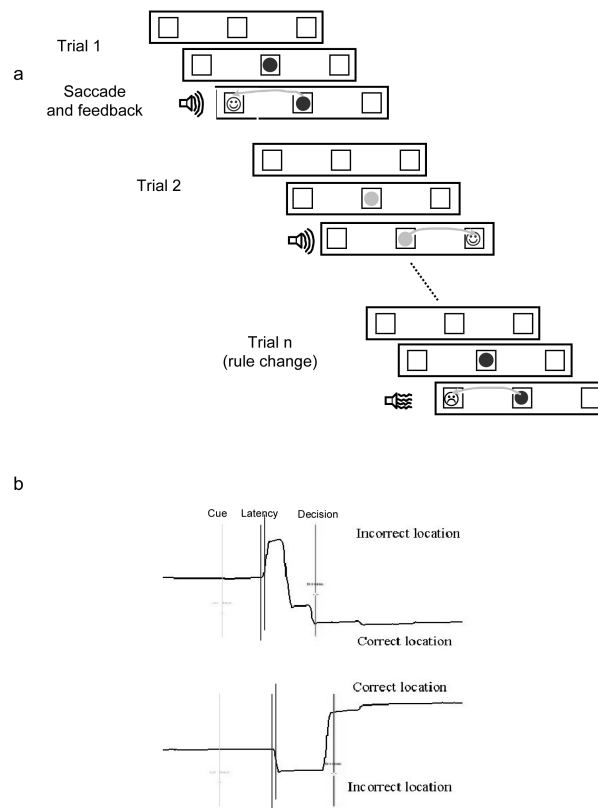 Trial 1
a
Saccade
and feedback
Trial 2
Trial n
(rule change)
b
Cue Latency Decision
Incorrect location
Correct location
Correct location
Incorrect location